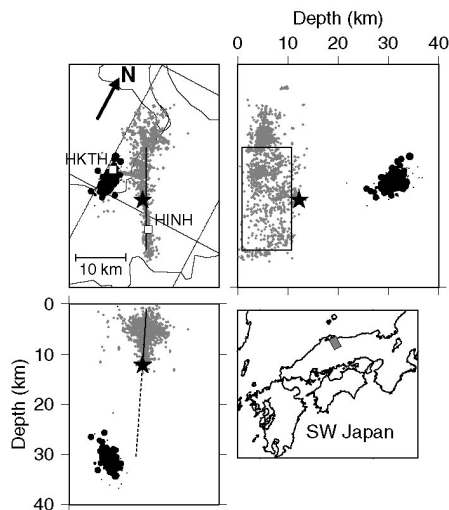 Depth (km)
0 10 20 30 40
N
HKTH
HINH
10 km
0
10
20
30
40
Depth (km)
SW Japan